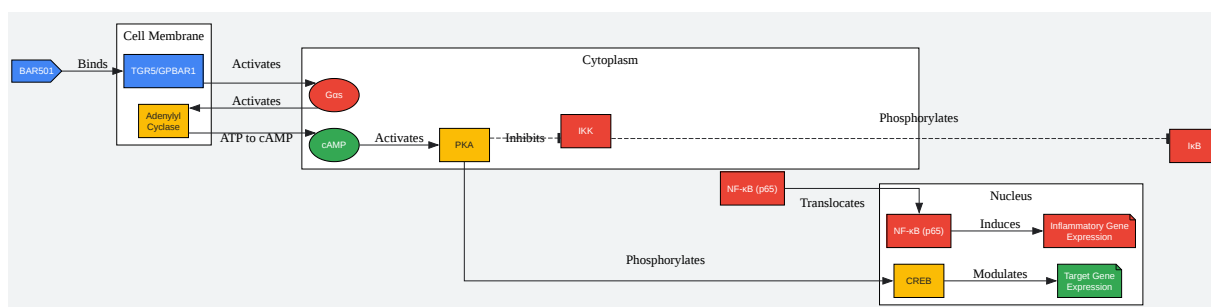 Cell Membrane
Cytoplasm
BAR501
Binds
TGR5/GPBAR1
Activates
Gαs
Activates
Adenylyl
Cyclase
ATP to cAMP
cAMP
Activates
PKA
Inhibits
IKK
Phosphorylates
IκB
NF-κB (p65)
Translocates
Nucleus
NF-κB (p65)
Induces
Inflammatory Gene
Expression
Phosphorylates
CREB
Modulates
Target Gene
Expression